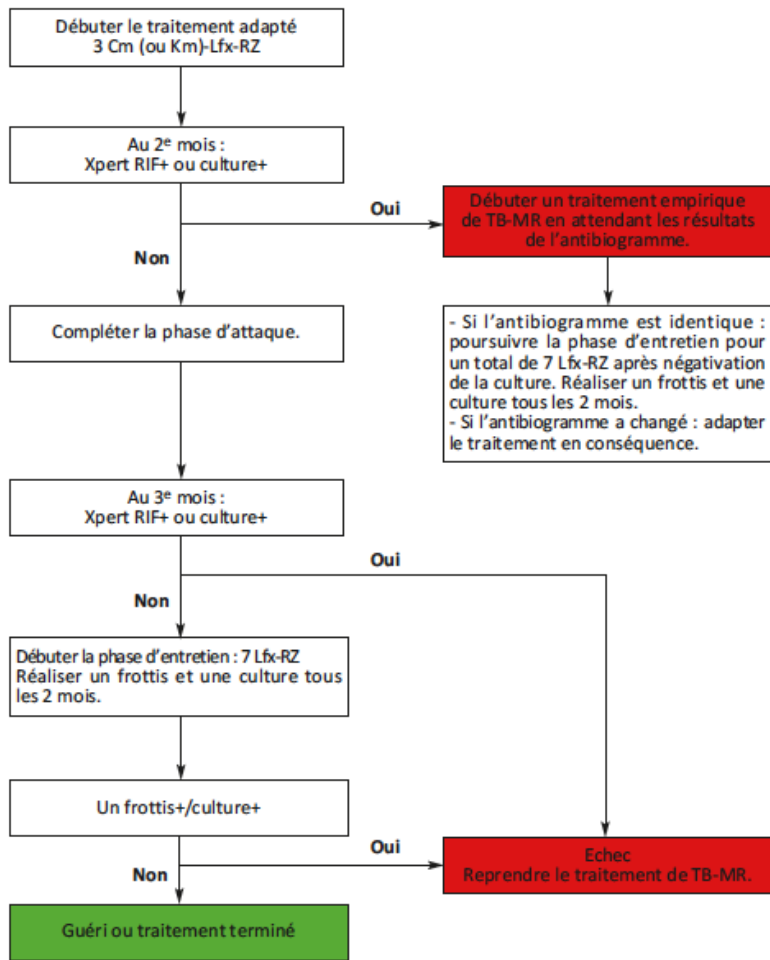 Débuter le traitement adapté
3 Cm (ou Km)-Lfx-RZ
Au 2e mois :
Xpert RIF+ ou culture+
Oui
Débuter un traitement empirique
de TB-MR en attendant les résultats
de l'antibiogramme.
Non
Compléter la phase d'attaque.
- Si l'antibiogramme est identique :
poursuivre la phase d'entretien pour
un total de 7 Lfx-RZ après négativation
de la culture. Réaliser un frottis et une
culture tous les 2 mois.
- Si l'antibiogramme a changé : adapter
le traitement en conséquence.
Au 3e mois :
Xpert RIF+ ou culture+
Oui
Non
Débuter la phase d'entretien : 7 Lfx-RZ
Réaliser un frottis et une culture tous
les 2 mois.
Un frottis+/culture+
Oui
Non
Echec
Reprendre le traitement de TB-MR.
Guéri ou traitement terminé